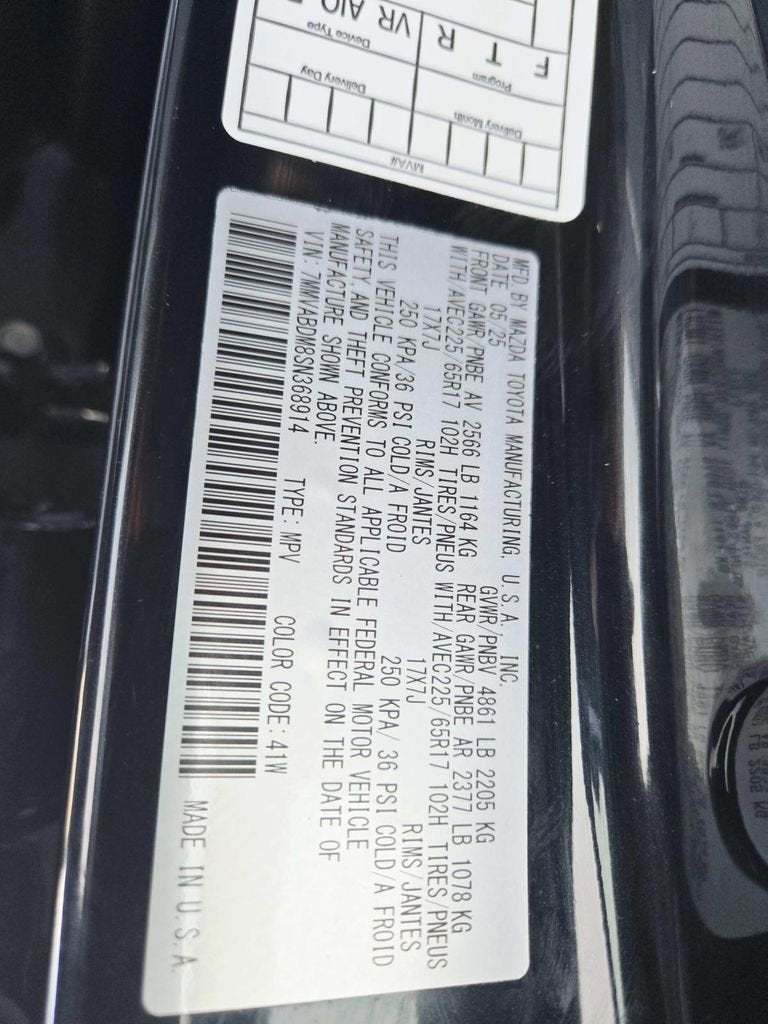 MVA#
Delivery Month
Delivery Day
Program
Device Type
F T R
VR AIO
MFD. BY MAZDA TOYOTA MANUFACTURING, U.S.A., INC.
DATE 05/25 GVWR/PNBV 4861 LB 2205 KG
FRONT GAWR/PNBE AV 2566 LB 1164 KG REAR GAWR/PNBE AR 2377 LB 1078 KG
WITH/AVEC225/65R17 102H TIRES/PNEUS WITH/AVEC225/65R17 102H TIRES/PNEUS
17X7J RIMS/JANTES 17X7J RIMS/JANTES
250 KPA/36 PSI COLD/A FROID 250 KPA/36 PSI COLD/A FROID
THIS VEHICLE CONFORMS TO ALL APPLICABLE FEDERAL MOTOR VEHICLE
SAFETY, AND THEFT PREVENTION STANDARDS IN EFFECT ON THE DATE OF
MANUFACTURE SHOWN ABOVE.
VIN: 7MMVABDM8SN368914 TYPE: MPV COLOR CODE: 41W
MADE IN U.S.A.